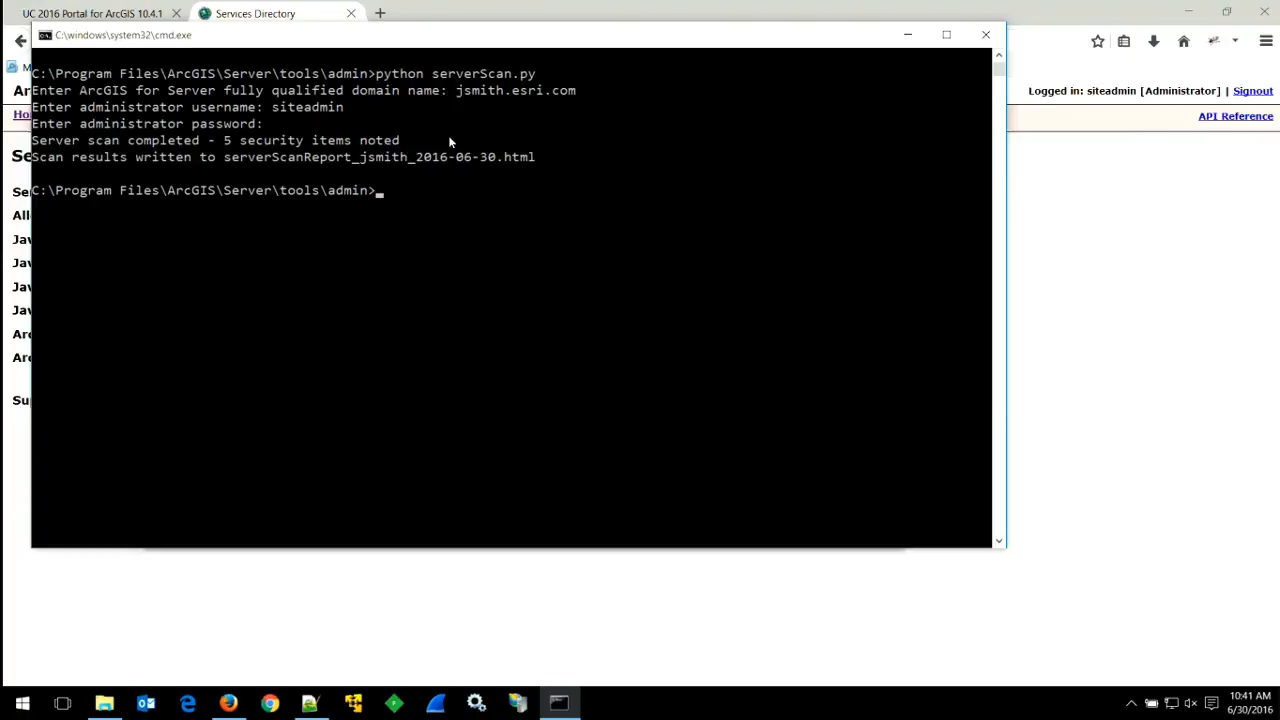 UC 2016 Portal for ArcGIS 10.4.1
Services Directory
C:\windows\system32\cmd.exe
C:\Program Files\ArcGIS\Server\tools\admin>python serverScan.py
Enter ArcGIS for Server fully qualified domain name: jsmith.esri.com
Enter administrator username: siteadmin
Enter administrator password:
Server scan completed - 5 security items noted
Scan results written to serverScanReport_jsmith_2016-06-30.html
C:\Program Files\ArcGIS\Server\tools\admin>
M
Ar
Logged in: siteadmin [Administrator] | Signout
Ho
API Reference
Se
Se
All
Jav
Jav
Jav
Jav
Arc
Arc
Su
10:41 AM
6/30/2016